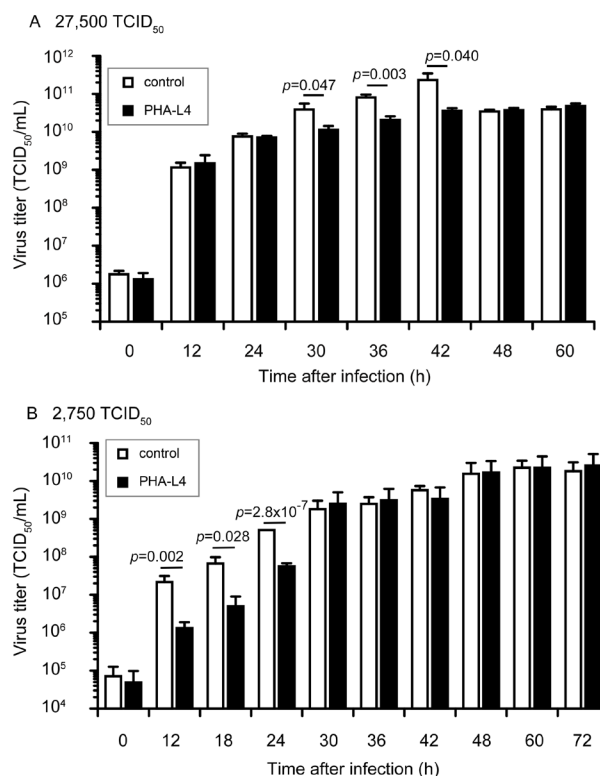 A 27,500 TCID50
Virus titer (TCID50/mL)
10^12
10^11
10^10
10^9
10^8
10^7
10^6
10^5
control
PHA-L4
p=0.047
p=0.003
p=0.040
0 12 24 30 36 42 48 60
Time after infection (h)
B 2,750 TCID50
Virus titer (TCID50/mL)
10^11
10^10
10^9
10^8
10^7
10^6
10^5
10^4
control
PHA-L4
p=0.002
p=0.028
p=2.8x10^-7
0 12 18 24 30 36 42 48 60 72
Time after infection (h)